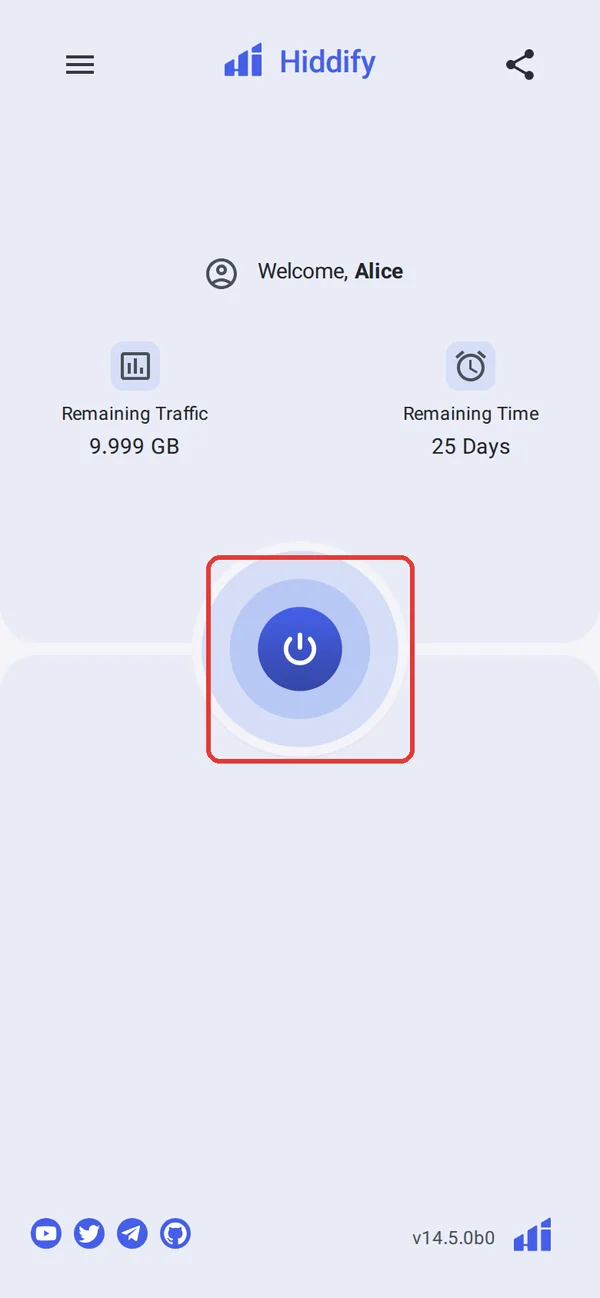 Hiddify
Welcome, Alice
Remaining Traffic
9.999 GB
Remaining Time
25 Days
v14.5.0b0